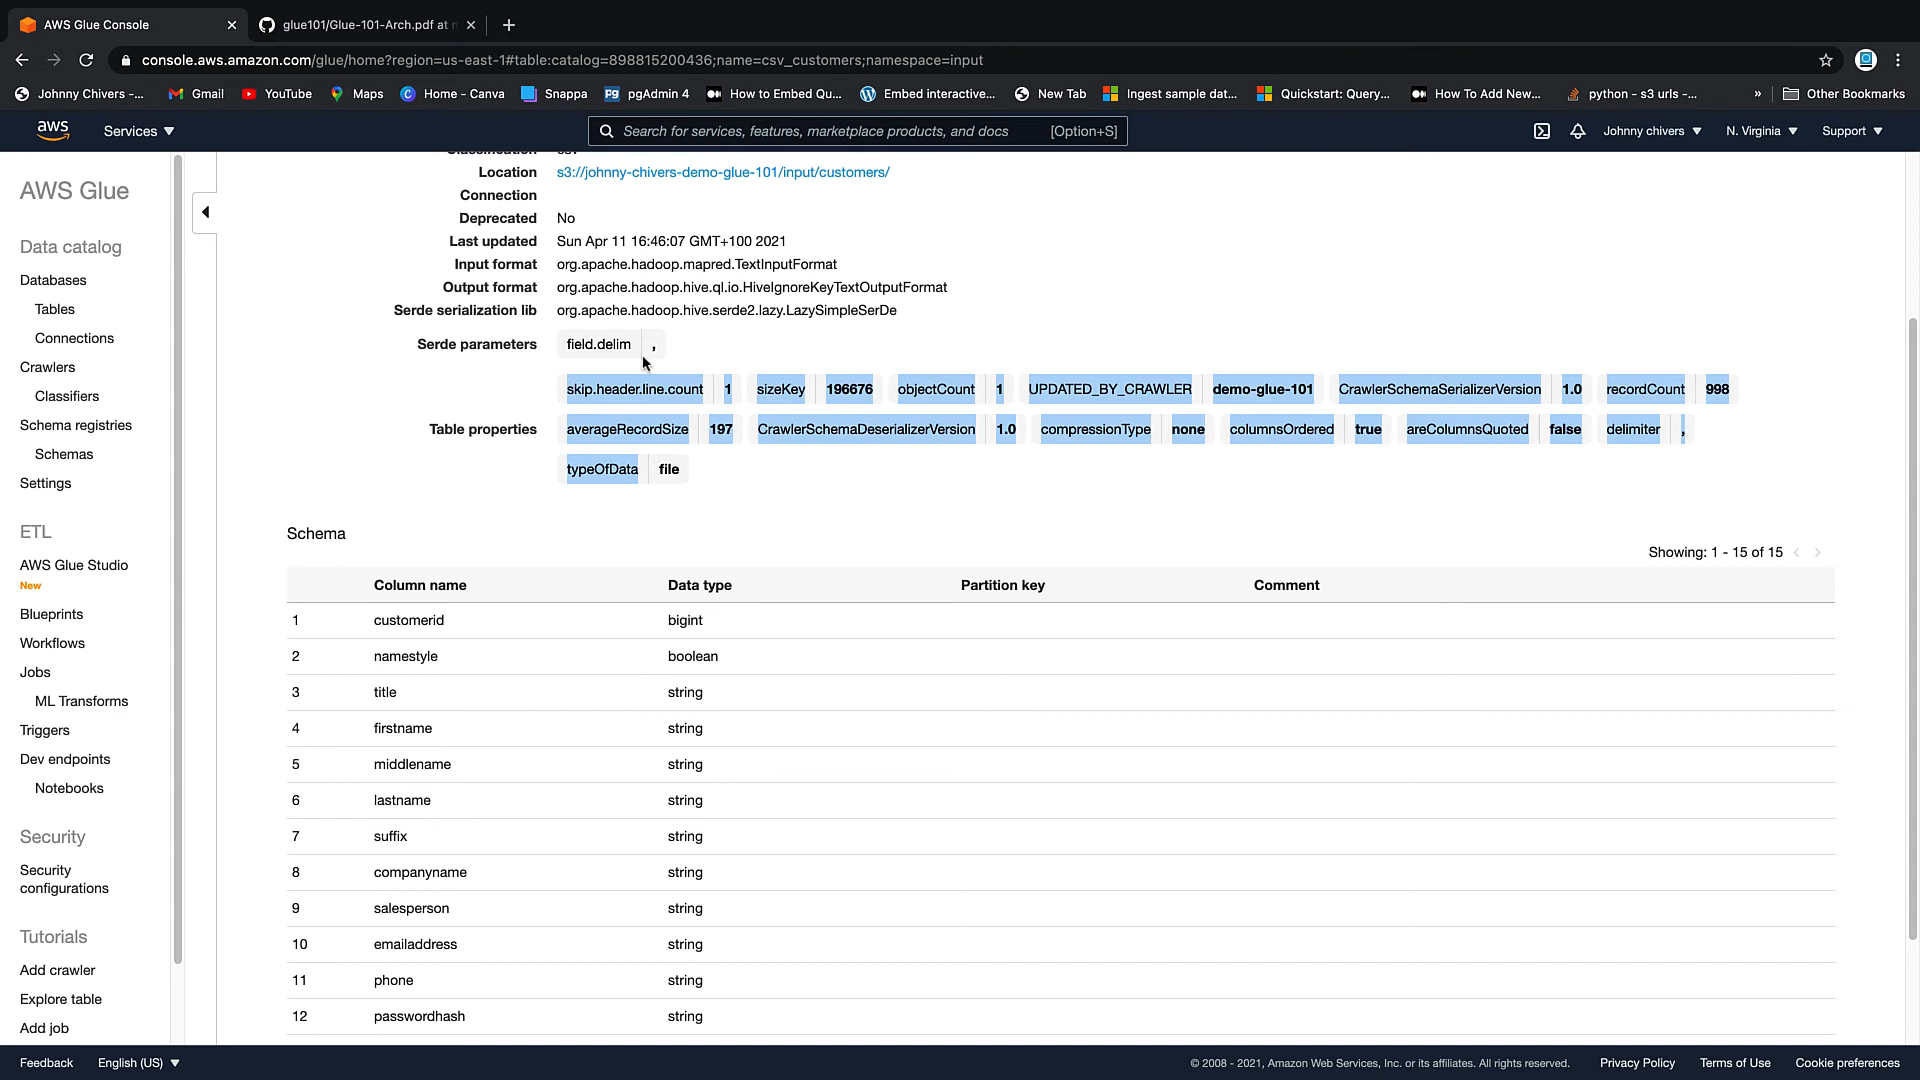 AWS Glue Console
glue101/Glue-101-Arch.pdf at
console.aws.amazon.com/glue/home?region=us-east-1#table:catalog=898815200436;name=csv_customers;namespace=input
Johnny Chivers -... Gmail YouTube Maps Home - Canva Snappa pgAdmin 4 How to Embed Qu... Embed interactive... New Tab Ingest sample dat... Quickstart: Query... How To Add New... python - s3 urls -... » Other Bookmarks
aws Services Search for services, features, marketplace products, and docs [Option+S] Johnny chivers N. Virginia Support
AWS Glue
Data catalog
Databases
Tables
Connections
Crawlers
Classifiers
Schema registries
Schemas
Settings
ETL
AWS Glue Studio
New
Blueprints
Workflows
Jobs
ML Transforms
Triggers
Dev endpoints
Notebooks
Security
Security
configurations
Tutorials
Add crawler
Explore table
Add job
Location s3://johnny-chivers-demo-glue-101/input/customers/
Connection
Deprecated No
Last updated Sun Apr 11 16:46:07 GMT+100 2021
Input format org.apache.hadoop.mapred.TextInputFormat
Output format org.apache.hadoop.hive.ql.io.HiveIgnoreKeyTextOutputFormat
Serde serialization lib org.apache.hadoop.hive.serde2.lazy.LazySimpleSerDe
Serde parameters field.delim ,
skip.header.line.count 1 sizeKey 196676 objectCount 1 UPDATED_BY_CRAWLER demo-glue-101 CrawlerSchemaSerializerVersion 1.0 recordCount 998
Table properties averageRecordSize 197 CrawlerSchemaDeserializerVersion 1.0 compressionType none columnsOrdered true areColumnsQuoted false delimiter ,
typeOfData file
Schema
Showing: 1 - 15 of 15 < >
Column name Data type Partition key Comment
1 customerid bigint
2 namestyle boolean
3 title string
4 firstname string
5 middlename string
6 lastname string
7 suffix string
8 companyname string
9 salesperson string
10 emailaddress string
11 phone string
12 passwordhash string
Feedback English (US) © 2008 - 2021, Amazon Web Services, Inc. or its affiliates. All rights reserved. Privacy Policy Terms of Use Cookie preferences